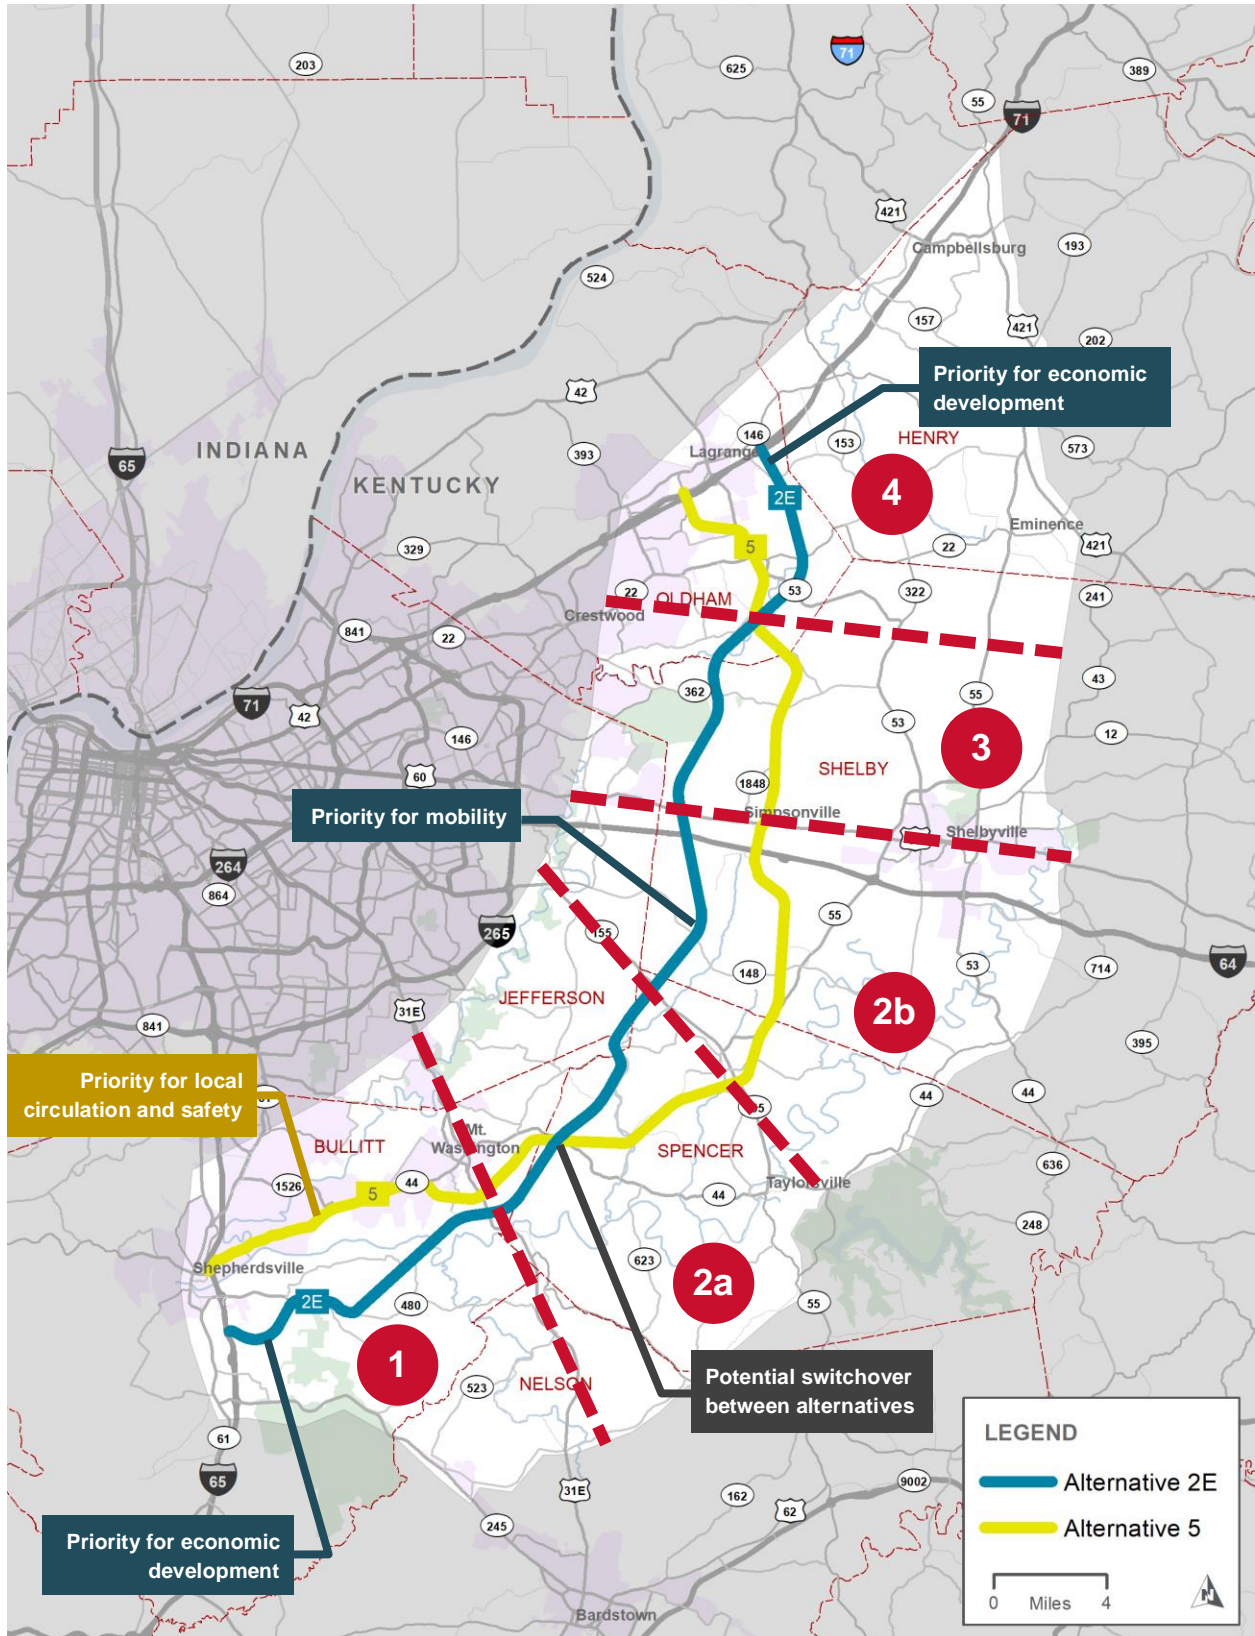 203
71
625
389
55
71
421
Campbellsburg
193
524
157
421
202
Priority for economic
development
42
146
153
HENRY
573
INDIANA
65
393
Lagrange
KENTUCKY
4
2E
Eminence
329
5
22
421
22
OLDHAM
53
322
241
Crestwood
841
22
43
362
55
71
42
53
12
146
3
60
SHELBY
1848
Simpsonville
Priority for mobility
Shelbyville
264
864
55
265
155
64
53
714
148
JEFFERSON
31E
2b
841
395
Priority for local
circulation and safety
44
44
Mt.
Washington
BULLITT
SPENCER
636
44
1526
5
Taylorsville
44
248
623
Shepherdsville
2a
2E
480
55
1
Potential switchover
between alternatives
523
NELSON
LEGEND
61
65
9002
Alternative 2E
31E
162
62
245
Alternative 5
Priority for economic
development
0 Miles 4
N
Bardstown